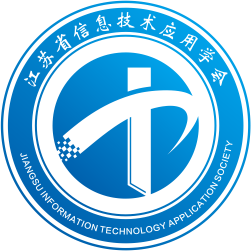 江苏省信息技术应用学会
JIANGSU INFORMATION TECHNOLOGY APPLICATION SOCIETY